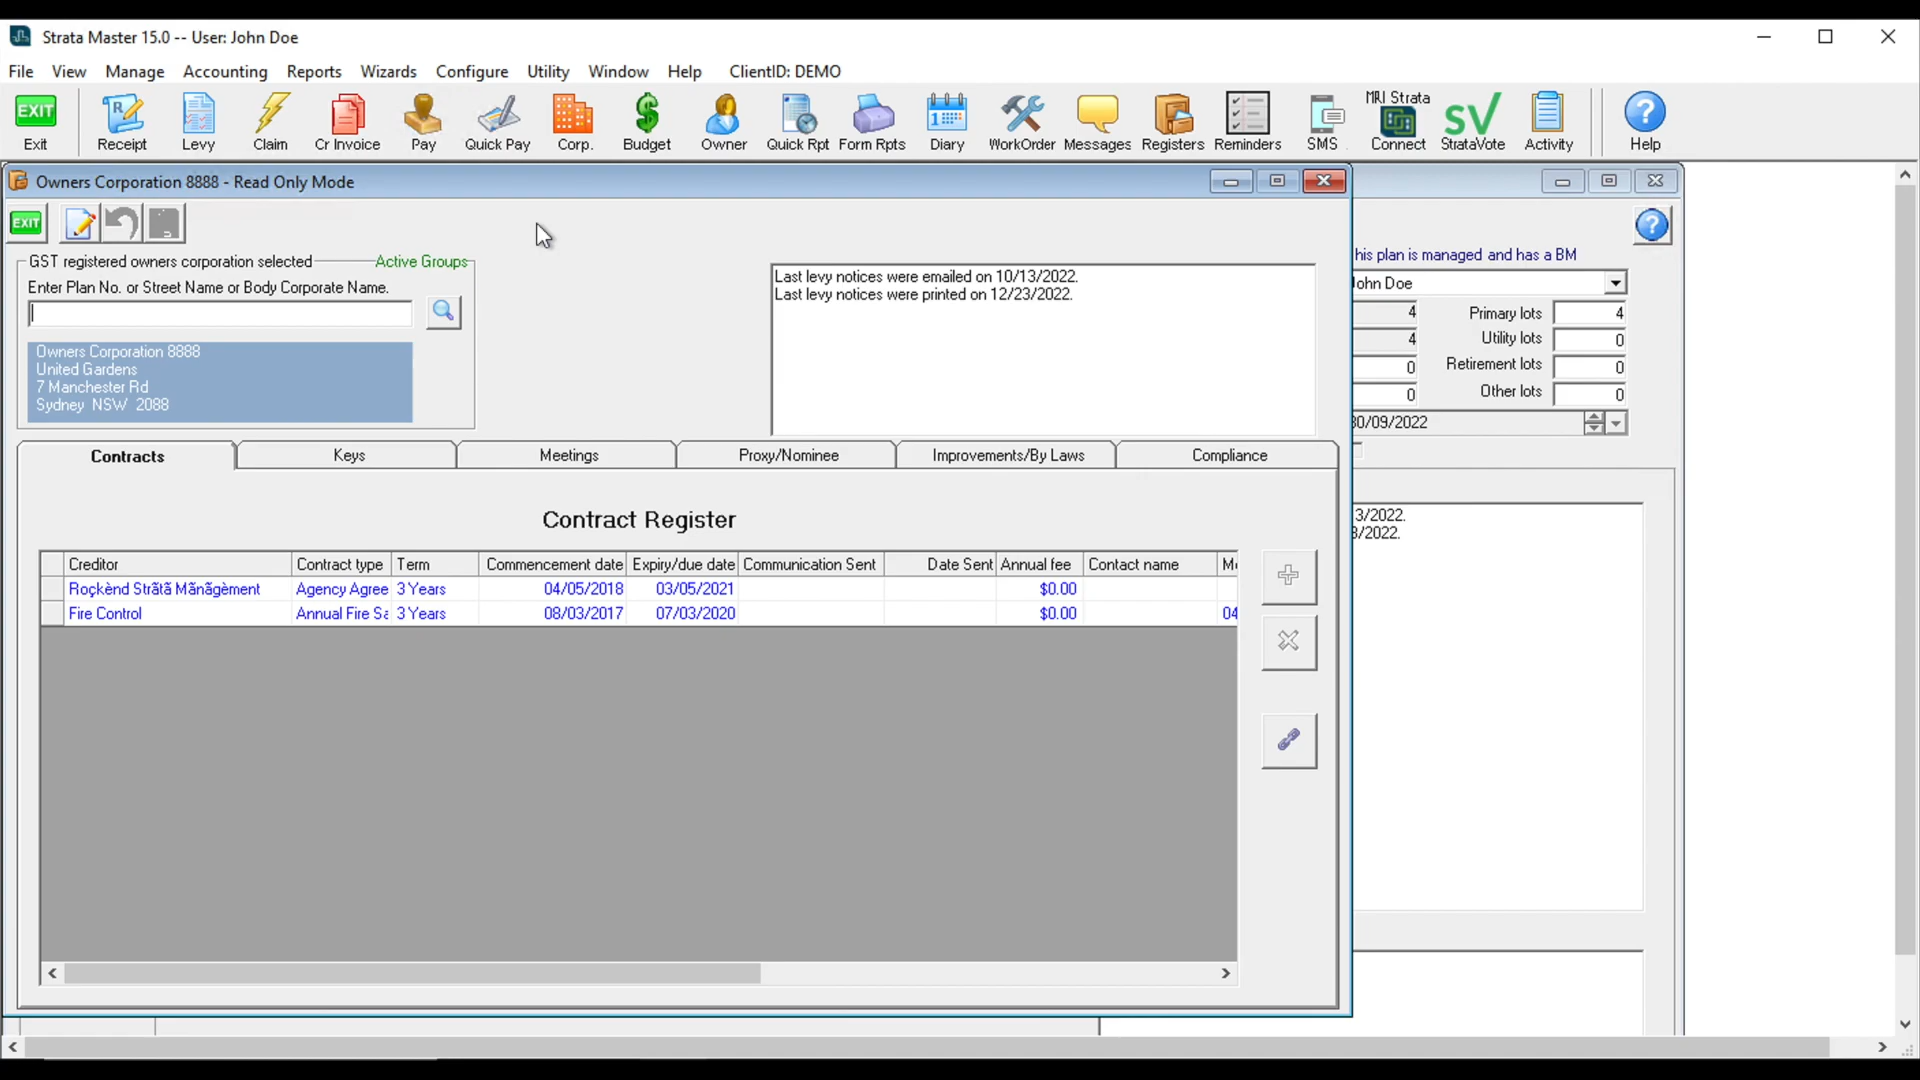 Strata Master 15.0 -- User: John Doe
File View Manage Accounting Reports Wizards Configure Utility Window Help ClientID: DEMO
EXIT
Exit Receipt Levy Claim Cr Invoice Pay Quick Pay Corp. Budget Owner Quick Rpt Form Rpts Diary WorkOrder Messages Registers Reminders SMS MRI Strata Connect StrataVote Activity Help
Owners Corporation 8888 - Read Only Mode
EXIT
GST registered owners corporation selected Active Groups
Enter Plan No. or Street Name or Body Corporate Name.
Owners Corporation 8888
United Gardens
7 Manchester Rd
Sydney NSW 2088
Last levy notices were emailed on 10/13/2022.
Last levy notices were printed on 12/23/2022.
his plan is managed and has a BM
John Doe
4 Primary lots 4
4 Utility lots 0
0 Retirement lots 0
0 Other lots 0
30/09/2022
Contracts Keys Meetings Proxy/Nominee Improvements/By Laws Compliance
Contract Register
Creditor Contract type Term Commencement date Expiry/due date Communication Sent Date Sent Annual fee Contact name
Roçkènd Strãtã Mãnãgèment Agency Agree 3 Years 04/05/2018 03/05/2021 $0.00
Fire Control Annual Fire Sa 3 Years 08/03/2017 07/03/2020 $0.00 04
3/2022.
3/2022.